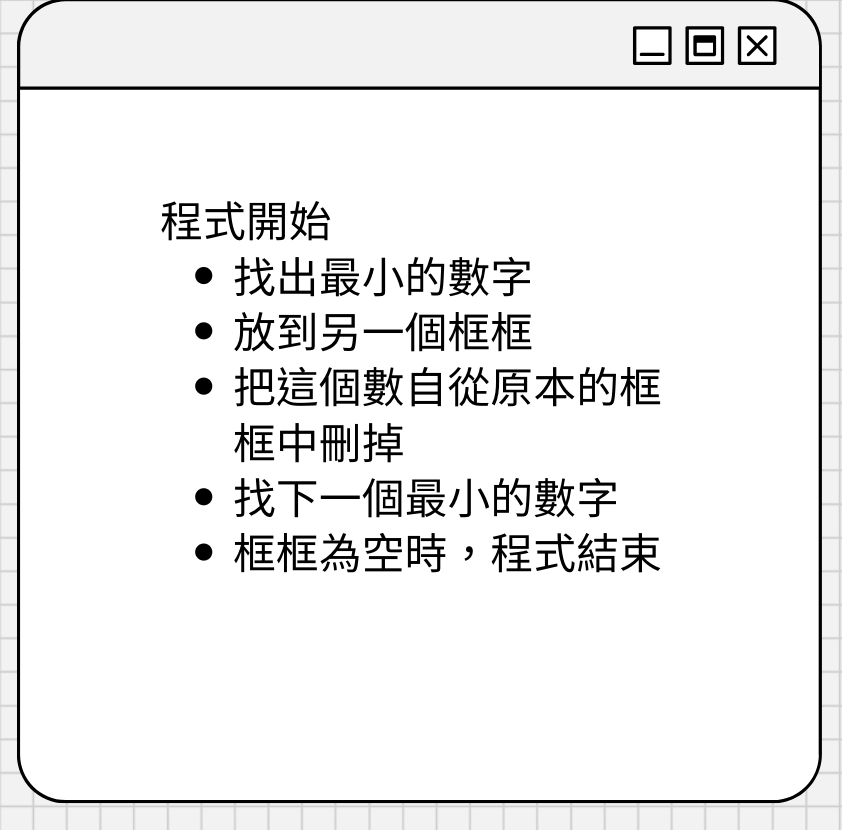 程式開始
找出最小的數字
放到另一個框框
把這個數自從原本的框
框中刪掉
找下一個最小的數字
框框為空時，程式結束